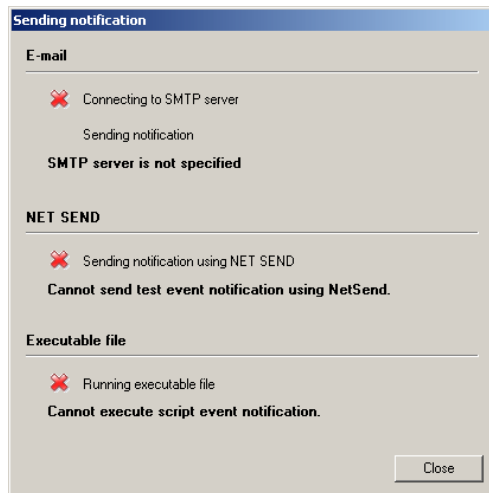 Sending notification
E-mail
Connecting to SMTP server
Sending notification
SMTP server is not specified
NET SEND
Sending notification using NET SEND
Cannot send test event notification using NetSend.
Executable file
Running executable file
Cannot execute script event notification.
Close